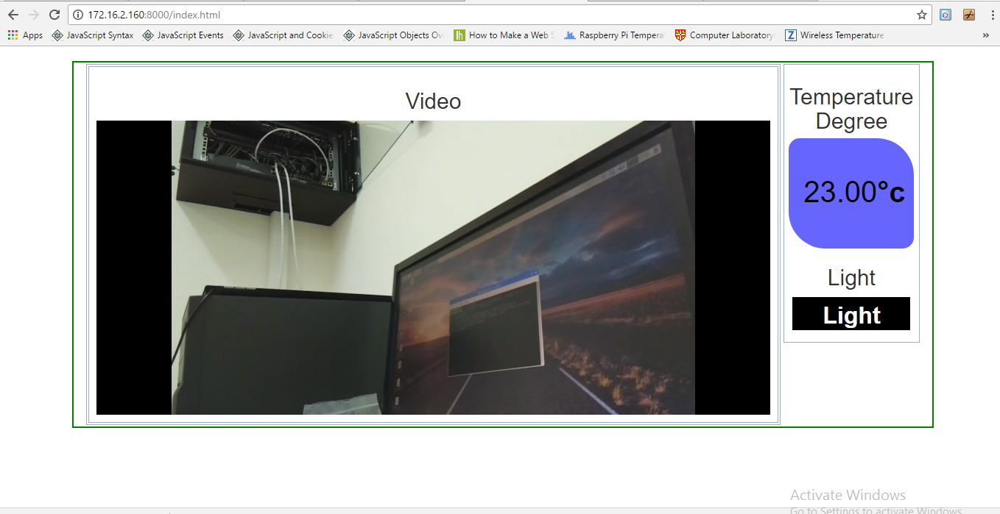 172.16.2.160:8000/index.html
Apps JavaScript Syntax JavaScript Events JavaScript and Cookie JavaScript Objects Ov How to Make a Web S Raspberry Pi Tempera Computer Laboratory Wireless Temperature »
Video
Temperature
Degree
23.00°c
Light
Light
Activate Windows
Go to Settings to activate Windows.